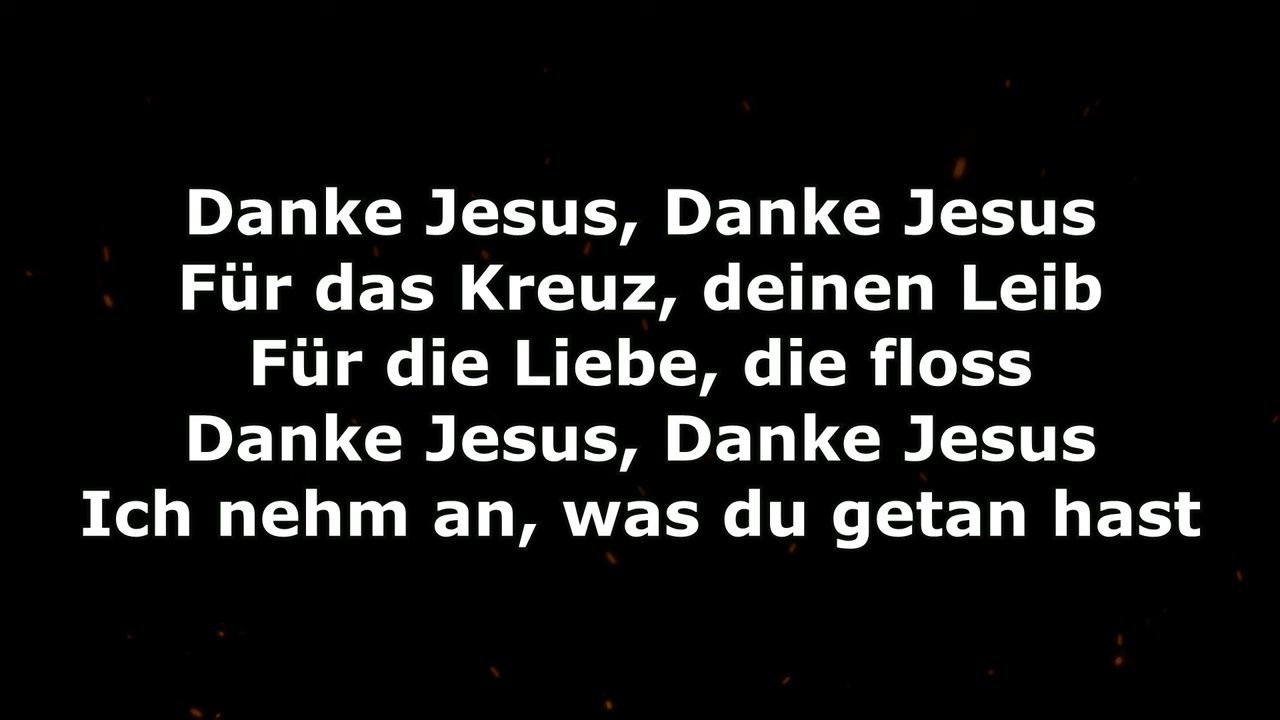 Danke Jesus, Danke Jesus
Für das Kreuz, deinen Leib
Für die Liebe, die floss
Danke Jesus, Danke Jesus
Ich nehm an, was du getan hast